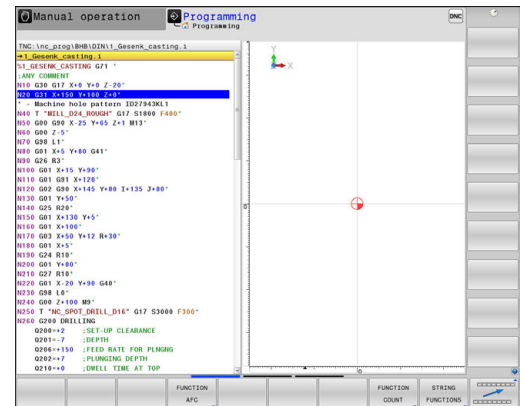 Manual operation
Programming
Programming
DNC
TNC:\nc_prog\BHB\DIN\1_Gesenk_casting.i
→1_Gesenk_casting.i
%1_GESENK_CASTING G71 *
;ANY COMMENT
N10 G30 G17 X+0 Y+0 Z-20*
N20 G31 X+150 Y+100 Z+0*
* - Machine hole pattern ID27943KL1
N40 T "MILL_D24_ROUGH" G17 S1800 F400*
N50 G00 G90 X-25 Y+65 Z+1 M13*
N60 G00 Z-5*
N70 G98 L1*
N80 G01 X+5 Y+80 G41*
N90 G26 R3*
N100 G01 X+15 Y+90*
N110 G01 G91 X+120*
N120 G02 G90 X+145 Y+80 I+135 J+80*
N130 G01 Y+50*
N140 G25 R20*
N150 G01 X+130 Y+5*
N160 G01 X+100*
N170 G03 X+50 Y+12 R+30*
N180 G01 X+5*
N190 G24 R10*
N200 G01 Y+80*
N210 G27 R10*
N220 G01 X-20 Y+90 G40*
N230 G98 L0*
N240 G00 Z+100 M9*
N250 T "NC_SPOT_DRILL_D16" G17 S3000 F300*
N260 G200 DRILLING
Q200=+2 ;SET-UP CLEARANCE
Q201=-7 ;DEPTH
Q206=+150 ;FEED RATE FOR PLNGNG
Q202=+7 ;PLUNGING DEPTH
Q210=+0 ;DWELL TIME AT TOP
Y
X
0
0
FUNCTION
AFC
FUNCTION
COUNT
STRING
FUNCTIONS